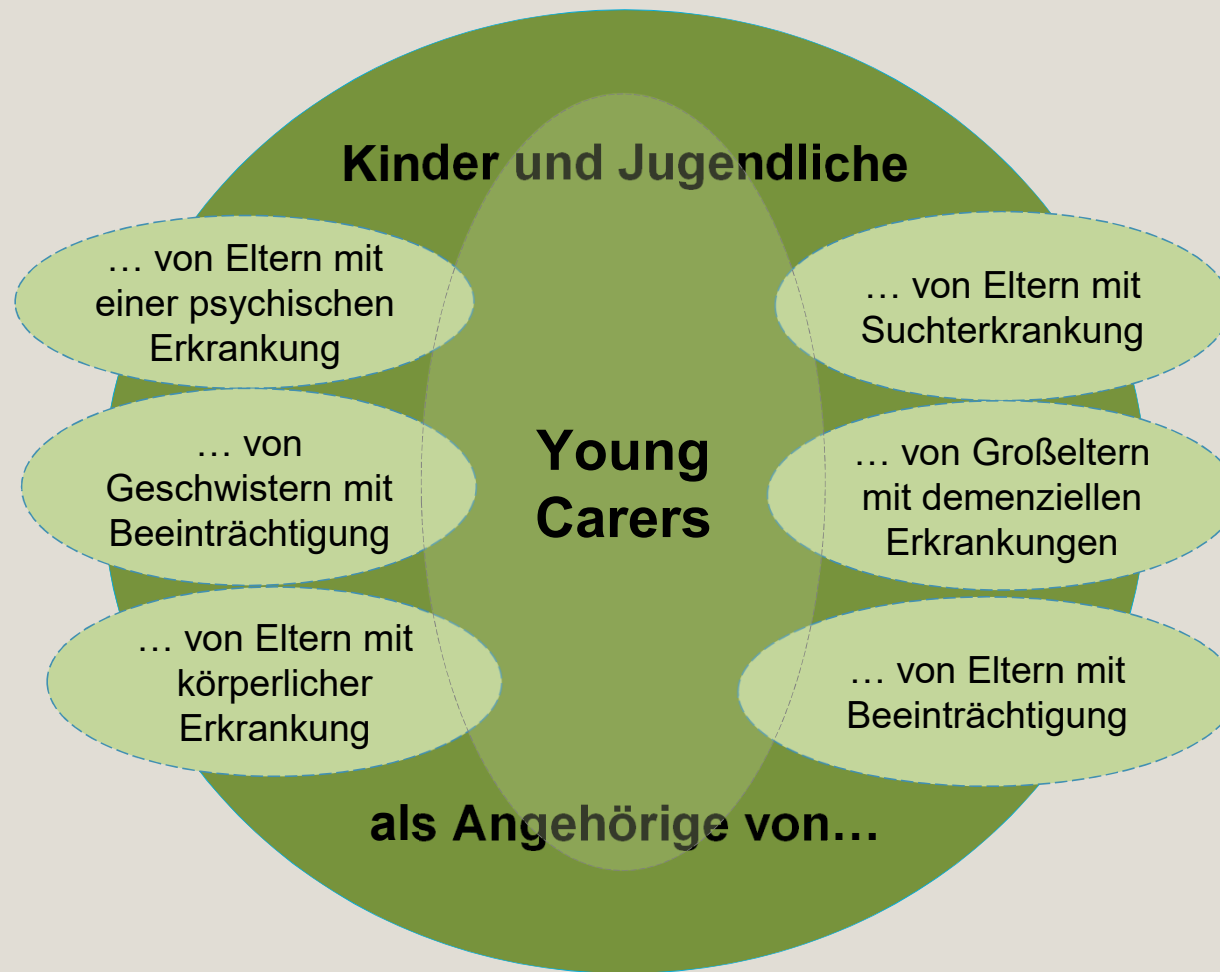 Kinder und Jugendliche
… von Eltern mit
einer psychischen
Erkrankung
… von
Geschwistern mit
Beeinträchtigung
… von Eltern mit
körperlicher
Erkrankung
Young
Carers
… von Eltern mit
Suchterkrankung
… von Großeltern
mit demenziellen
Erkrankungen
… von Eltern mit
Beeinträchtigung
als Angehörige von…